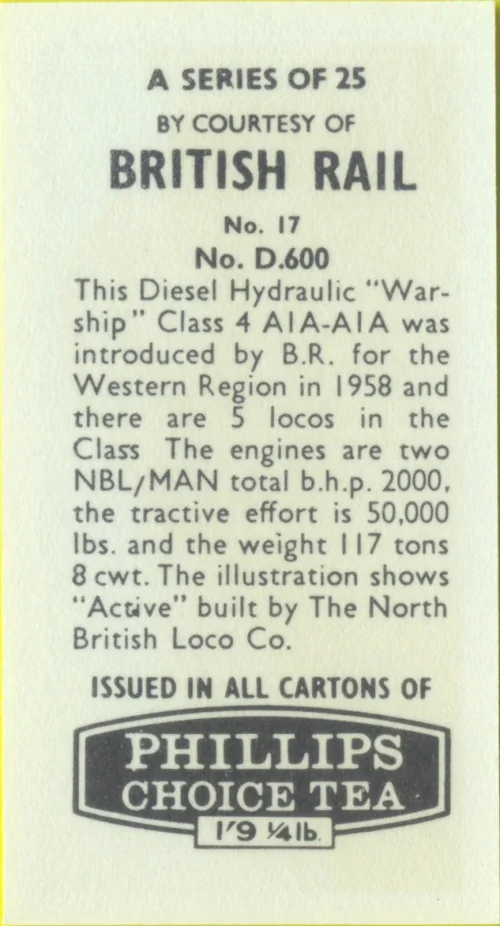 A SERIES OF 25
BY COURTESY OF
BRITISH RAIL
No. 17
No. D.600
This Diesel Hydraulic "War-
ship" Class 4 A1A-A1A was
introduced by B.R. for the
Western Region in 1958 and
there are 5 locos in the
Class The engines are two
NBL/MAN total b.h.p. 2000,
the tractive effort is 50,000
lbs. and the weight 117 tons
8 cwt. The illustration shows
"Active" built by The North
British Loco Co.
ISSUED IN ALL CARTONS OF
PHILLIPS
CHOICE TEA
1'9 ¼lb.